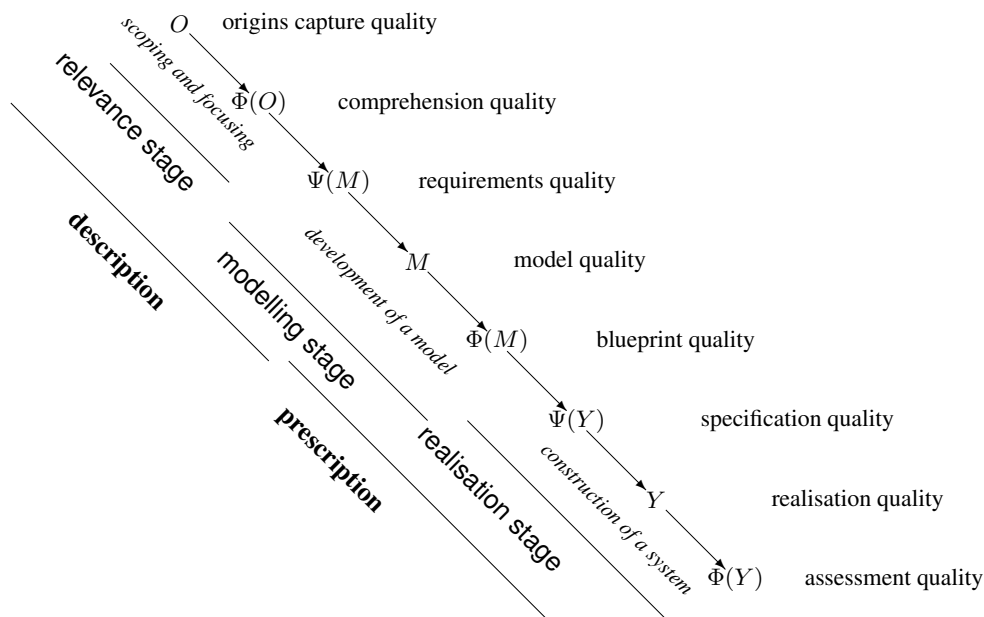 O origins capture quality
scoping and focusing
relevance stage
Φ(O) comprehension quality
Ψ(M) requirements quality
description
modelling stage
development of a model
M model quality
Φ(M) blueprint quality
prescription
realisation stage
Ψ(Y) specification quality
construction of a system
Y realisation quality
Φ(Y) assessment quality